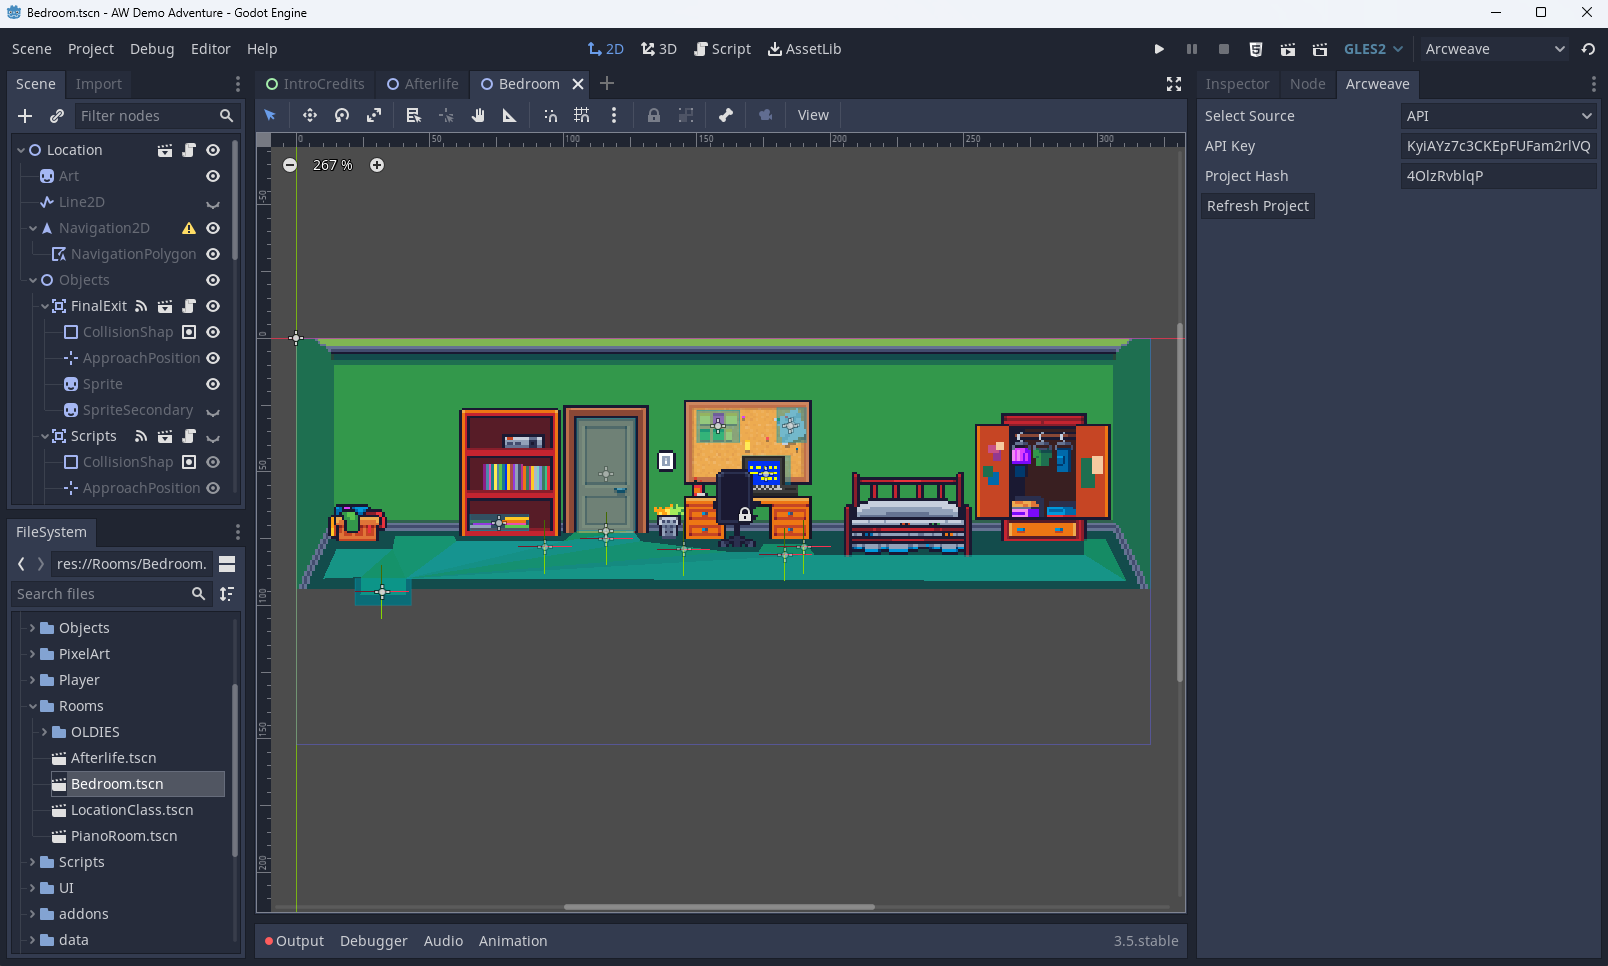 Bedroom.tscn - AW Demo Adventure - Godot Engine
Scene Project Debug Editor Help
2D 3D Script AssetLib
GLES2 Arcweave
Scene Import
IntroCredits Afterlife Bedroom
Inspector Node Arcweave
Filter nodes
View
Select Source API
API Key KyiAYz7c3CKEpFUFam2rlVQ
Project Hash 4OlzRvblqP
Refresh Project
0 50 100 150 200 250 300
-50
0
50
100
150
200
267 %
Location
Art
Line2D
Navigation2D
NavigationPolygon
Objects
FinalExit
CollisionShap
ApproachPosition
Sprite
SpriteSecondary
Scripts
CollisionShap
ApproachPosition
FileSystem
res://Rooms/Bedroom.
Search files
Objects
PixelArt
Player
Rooms
OLDIES
Afterlife.tscn
Bedroom.tscn
LocationClass.tscn
PianoRoom.tscn
Scripts
UI
addons
data
Output Debugger Audio Animation
3.5.stable